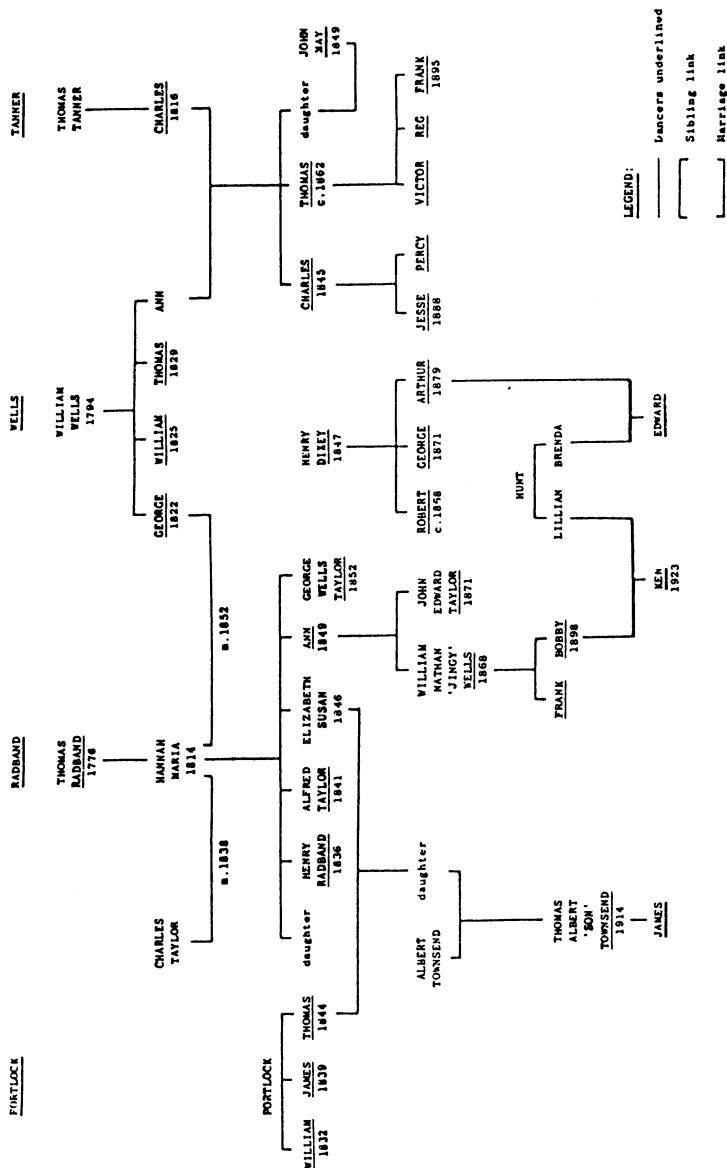 PORTLOCK
RADBAND
WELLS
TANNER
THOMAS
RADBAND
1776
WILLIAM
WELLS
1794
THOMAS
TANNER
CHARLES
TAYLOR
HANNAH
MARIA
1814
GEORGE
1822
WILLIAM
1825
THOMAS
1829
ANN
CHARLES
1816
m.1838
m.1852
PORTLOCK
WILLIAM
1832
JAMES
1839
THOMAS
1844
daughter
HENRY
RADBAND
1836
ALFRED
TAYLOR
1841
ELIZABETH
SUSAN
1846
ANN
1849
GEORGE
WELLS
TAYLOR
1852
HENRY
DIXEY
1847
CHARLES
1845
THOMAS
c.1862
daughter
JOHN
MAY
1849
ALBERT
TOWNSEND
daughter
WILLIAM
NATHAN
'JINGY'
WELLS
1868
JOHN
EDWARD
TAYLOR
1871
ROBERT
c.1868
GEORGE
1871
ARTHUR
1879
JESSE
1888
PERCY
VICTOR
REG
FRANK
1895
THOMAS
ALBERT
'SON'
TOWNSEND
1914
FRANK
BOBBY
1898
HUNT
LILLIAN
BRENDA
JAMES
KEN
1923
EDWARD
LEGEND:
Dancers underlined
Sibling link
Marriage link